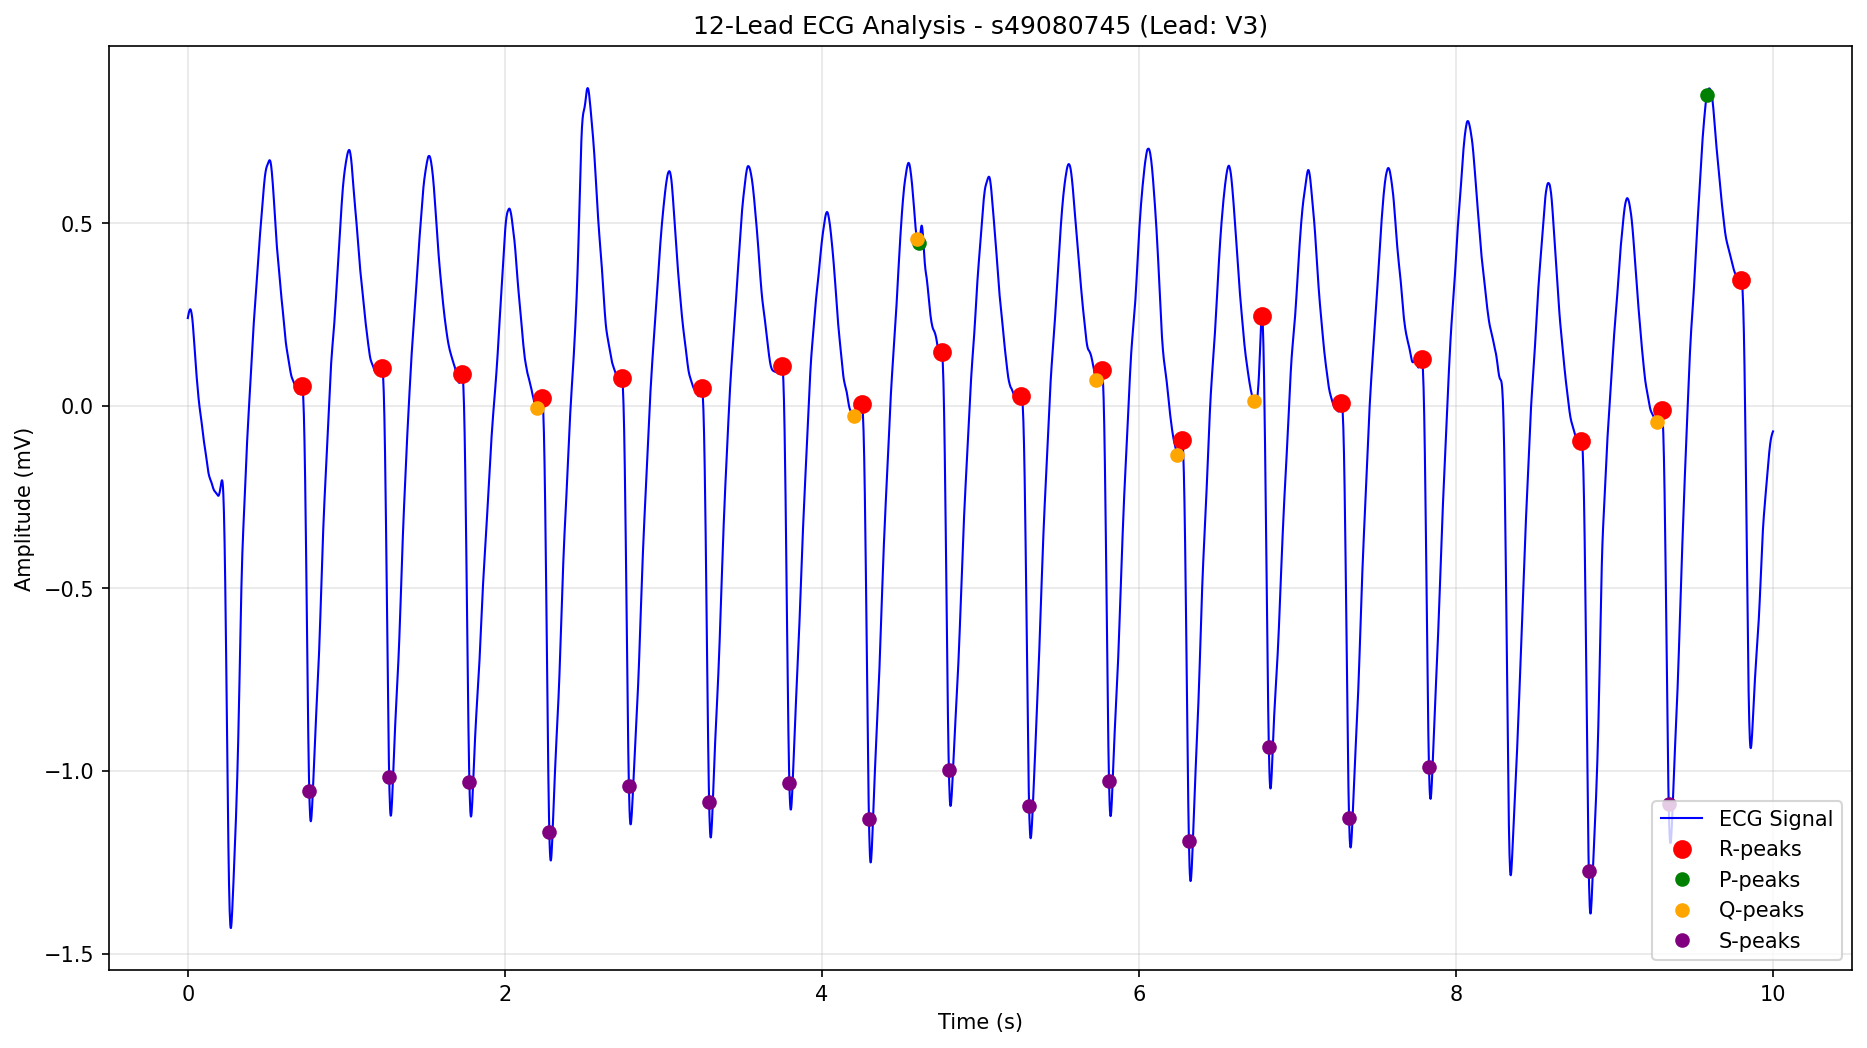 12-Lead ECG Analysis - s49080745 (Lead: V3)
Amplitude (mV)
0.5
0.0
−0.5
−1.0
−1.5
0
2
4
6
8
10
Time (s)
ECG Signal
R-peaks
P-peaks
Q-peaks
S-peaks